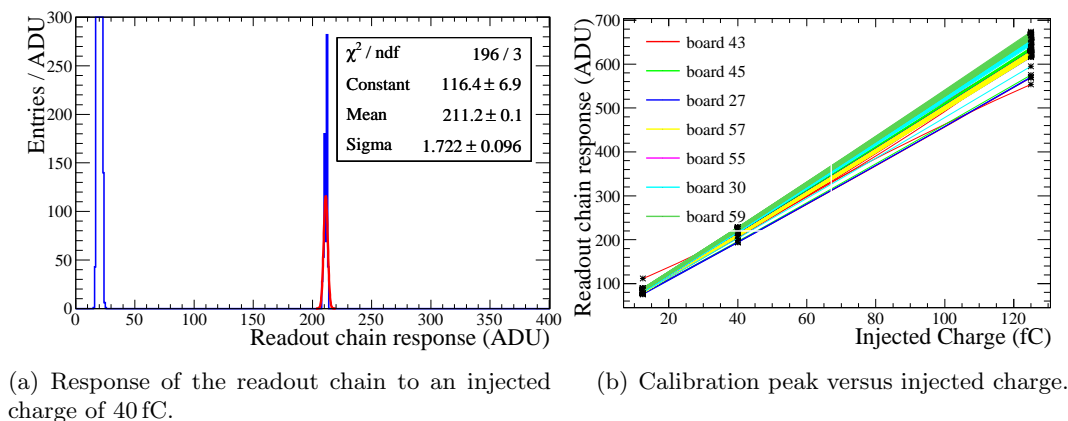 Entries / ADU
300
250
200
150
100
50
0
χ² / ndf 196 / 3
Constant 116.4 ± 6.9
Mean 211.2 ± 0.1
Sigma 1.722 ± 0.096
0 50 100 150 200 250 300 350 400
Readout chain response (ADU)
Readout chain response (ADU)
700
600
500
400
300
200
100
board 43
board 45
board 27
board 57
board 55
board 30
board 59
20 40 60 80 100 120
Injected Charge (fC)
(a) Response of the readout chain to an injected
charge of 40 fC.
(b) Calibration peak versus injected charge.